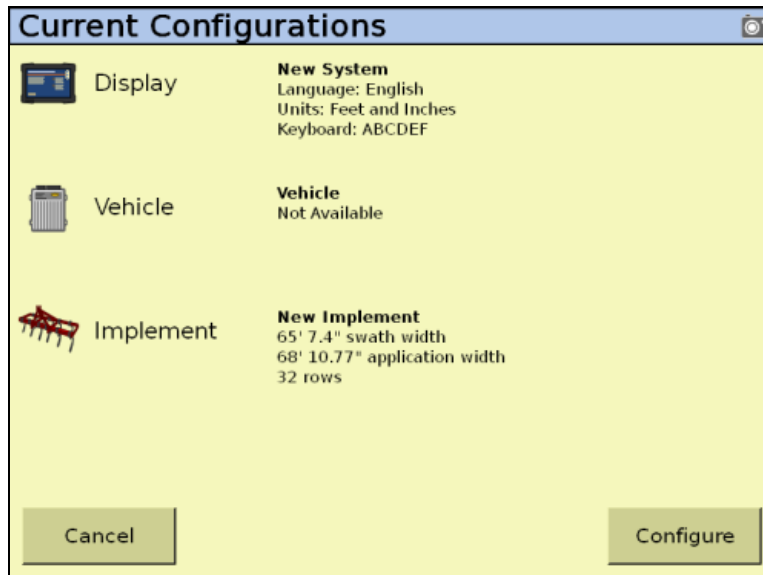 Current Configurations
Display
New System
Language: English
Units: Feet and Inches
Keyboard: ABCDEF
Vehicle
Vehicle
Not Available
Implement
New Implement
65' 7.4" swath width
68' 10.77" application width
32 rows
Cancel
Configure